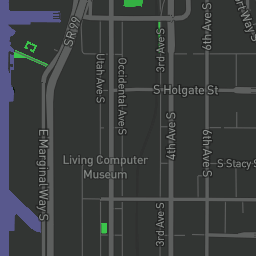 SR 99
Utah Ave S
Occidental Ave S
3rd Ave S
6th Ave S
S Holgate St
E Marginal Way S
4th Ave S
6th Ave S
S Stacy S
Living Computer
Museum
3rd Ave S